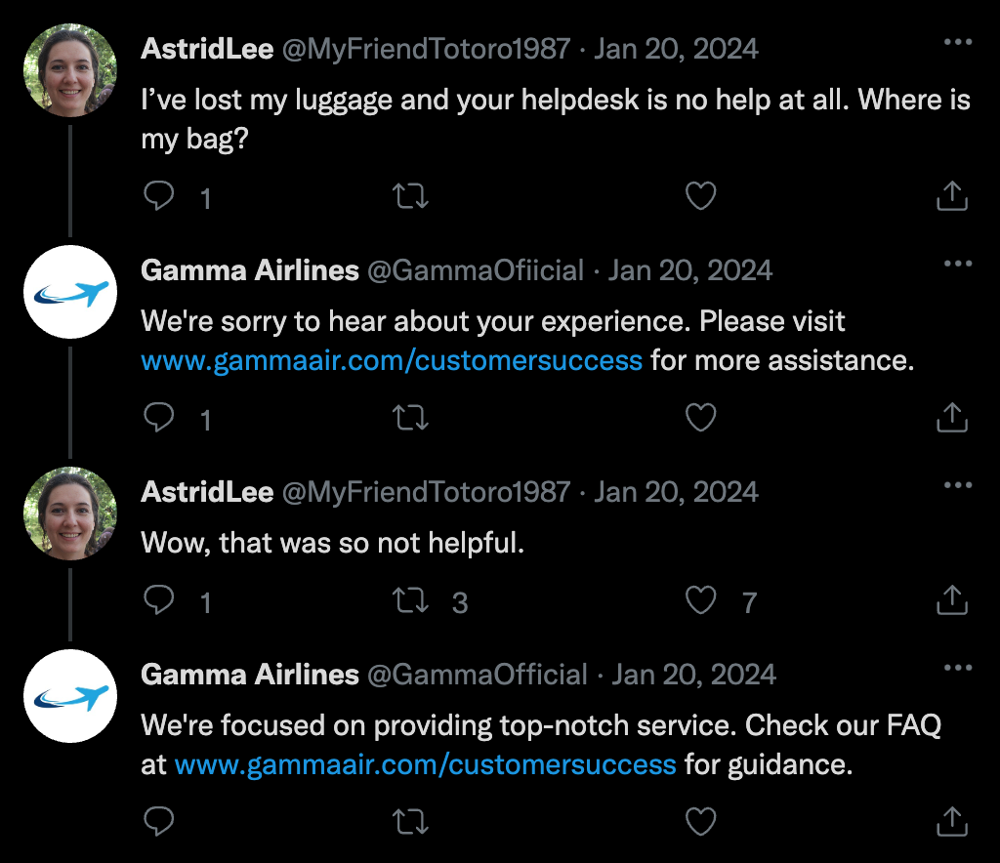 AstridLee @MyFriendTotoro1987 · Jan 20, 2024
I’ve lost my luggage and your helpdesk is no help at all. Where is
my bag?
1
Gamma Airlines @GammaOfiicial · Jan 20, 2024
We're sorry to hear about your experience. Please visit
www.gammaair.com/customersuccess for more assistance.
1
AstridLee @MyFriendTotoro1987 · Jan 20, 2024
Wow, that was so not helpful.
1 3 7
Gamma Airlines @GammaOfficial · Jan 20, 2024
We're focused on providing top-notch service. Check our FAQ
at www.gammaair.com/customersuccess for guidance.